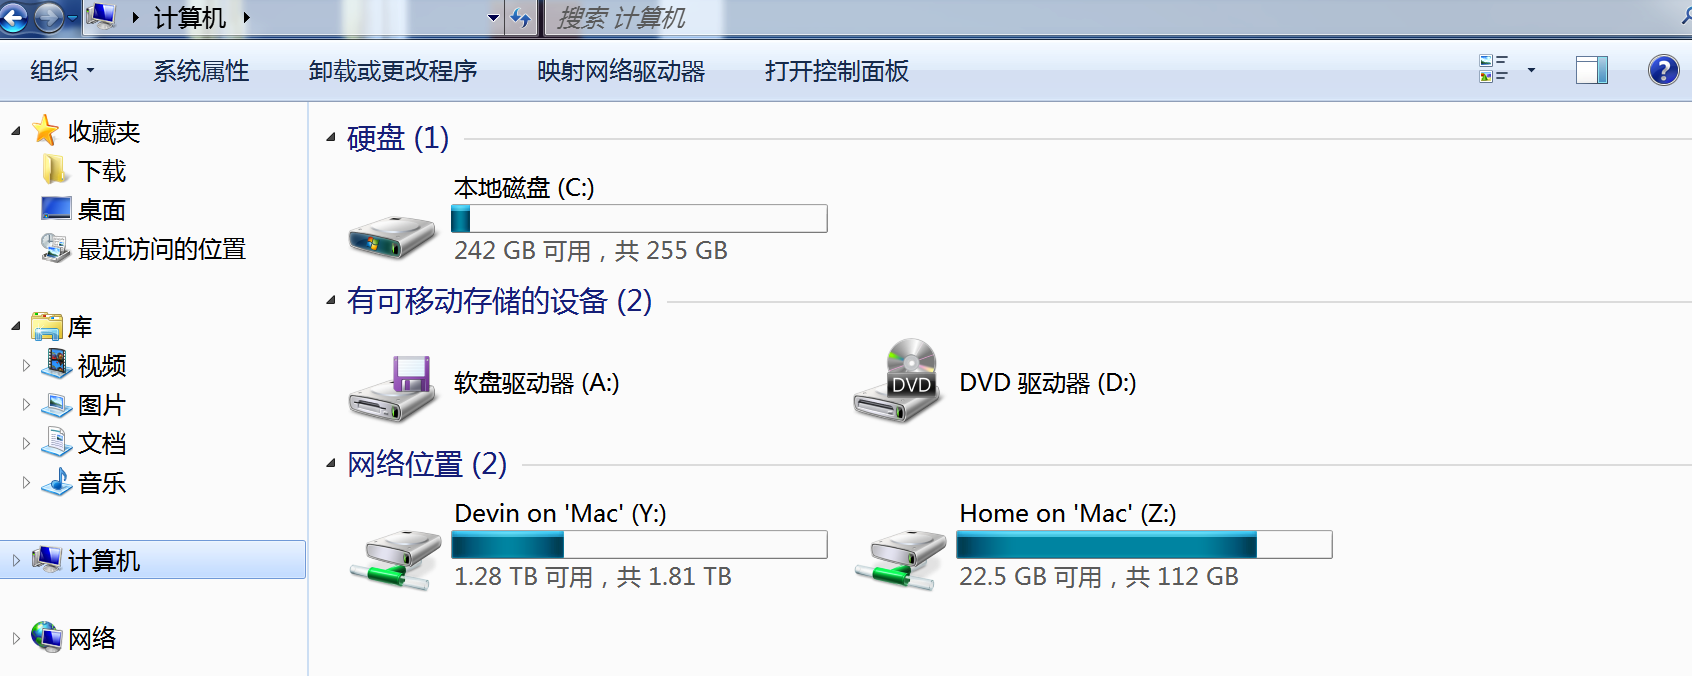 计算机
搜索 计算机
组织 系统属性 卸载或更改程序 映射网络驱动器 打开控制面板
收藏夹
下载
桌面
最近访问的位置
库
视频
图片
文档
音乐
计算机
网络
硬盘 (1)
本地磁盘 (C:)
242 GB 可用，共 255 GB
有可移动存储的设备 (2)
软盘驱动器 (A:)
DVD
DVD 驱动器 (D:)
网络位置 (2)
Devin on 'Mac' (Y:)
1.28 TB 可用，共 1.81 TB
Home on 'Mac' (Z:)
22.5 GB 可用，共 112 GB